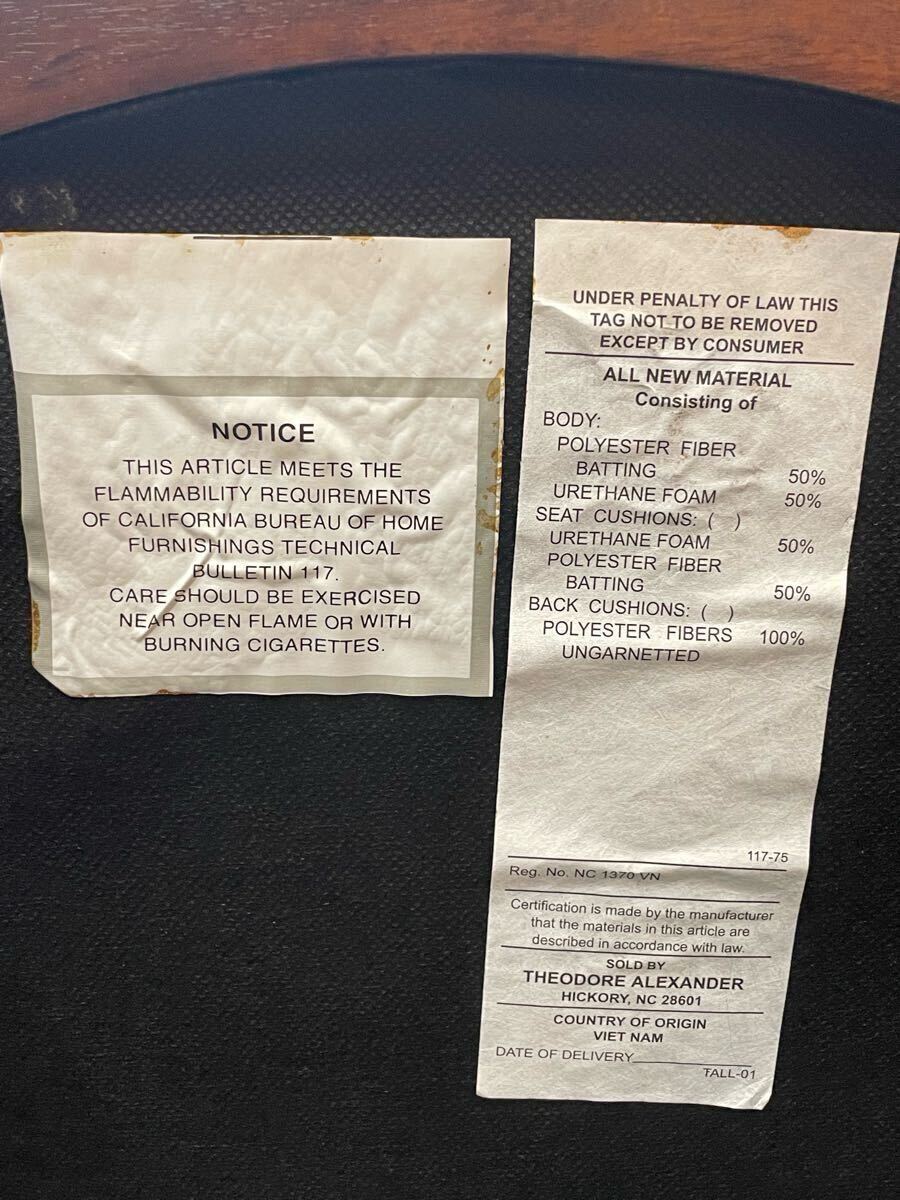 NOTICE
THIS ARTICLE MEETS THE
FLAMMABILITY REQUIREMENTS
OF CALIFORNIA BUREAU OF HOME
FURNISHINGS TECHNICAL
BULLETIN 117.
CARE SHOULD BE EXERCISED
NEAR OPEN FLAME OR WITH
BURNING CIGARETTES.
UNDER PENALTY OF LAW THIS
TAG NOT TO BE REMOVED
EXCEPT BY CONSUMER
ALL NEW MATERIAL
Consisting of
BODY:
POLYESTER FIBER
BATTING 50%
URETHANE FOAM 50%
SEAT CUSHIONS: ( )
URETHANE FOAM 50%
POLYESTER FIBER
BATTING 50%
BACK CUSHIONS: ( )
POLYESTER FIBERS 100%
UNGARNETTED
117-75
Reg. No. NC 1370 VN
Certification is made by the manufacturer
that the materials in this article are
described in accordance with law.
SOLD BY
THEODORE ALEXANDER
HICKORY, NC 28601
COUNTRY OF ORIGIN
VIET NAM
DATE OF DELIVERY
TALL-01